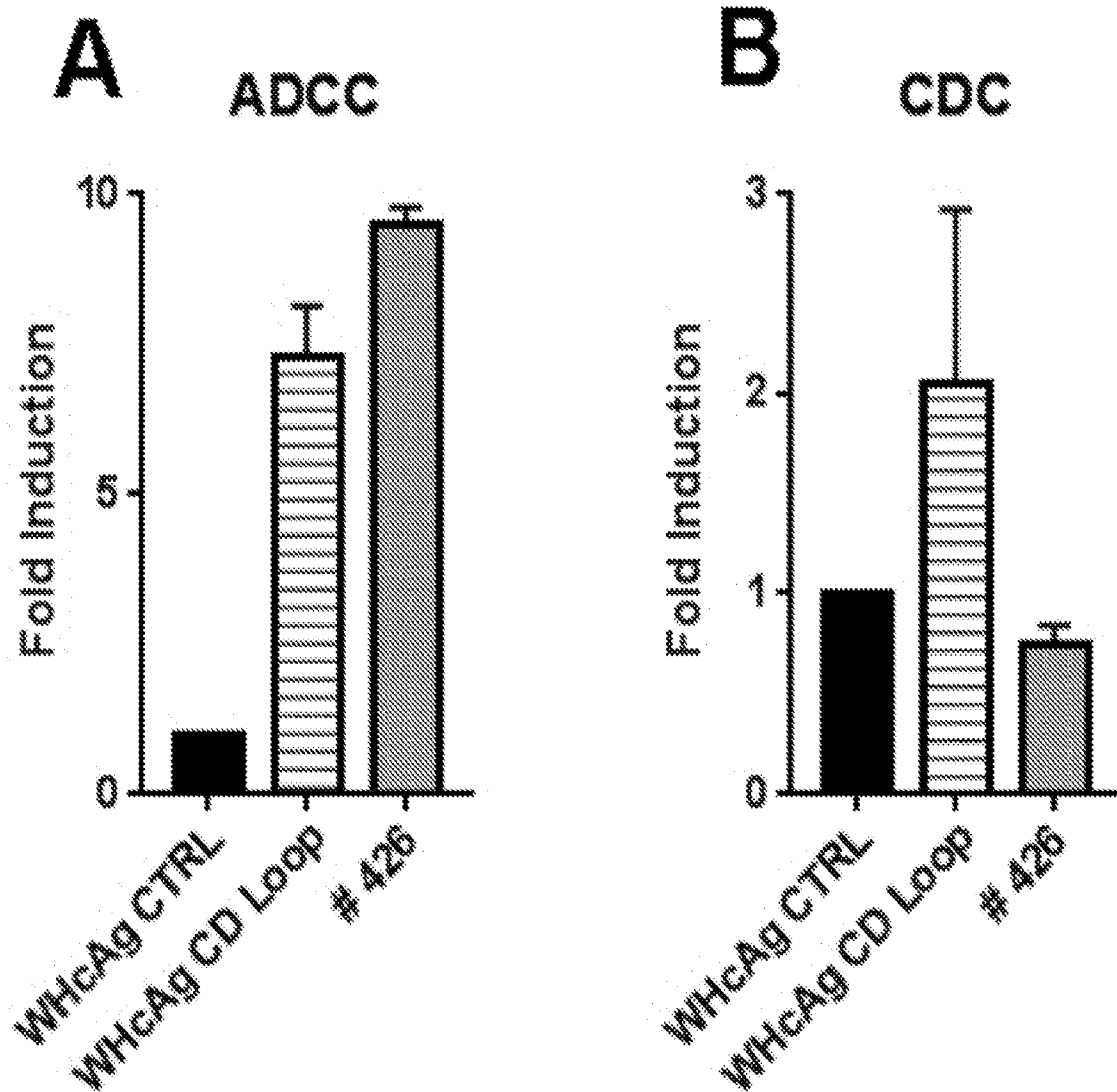 A
ADCC
Fold Induction
10
5
0
WHcAg CTRL
WHcAg CD Loop
# 426
B
CDC
Fold Induction
3
2
1
0
WHcAg CTRL
WHcAg CD Loop
# 426